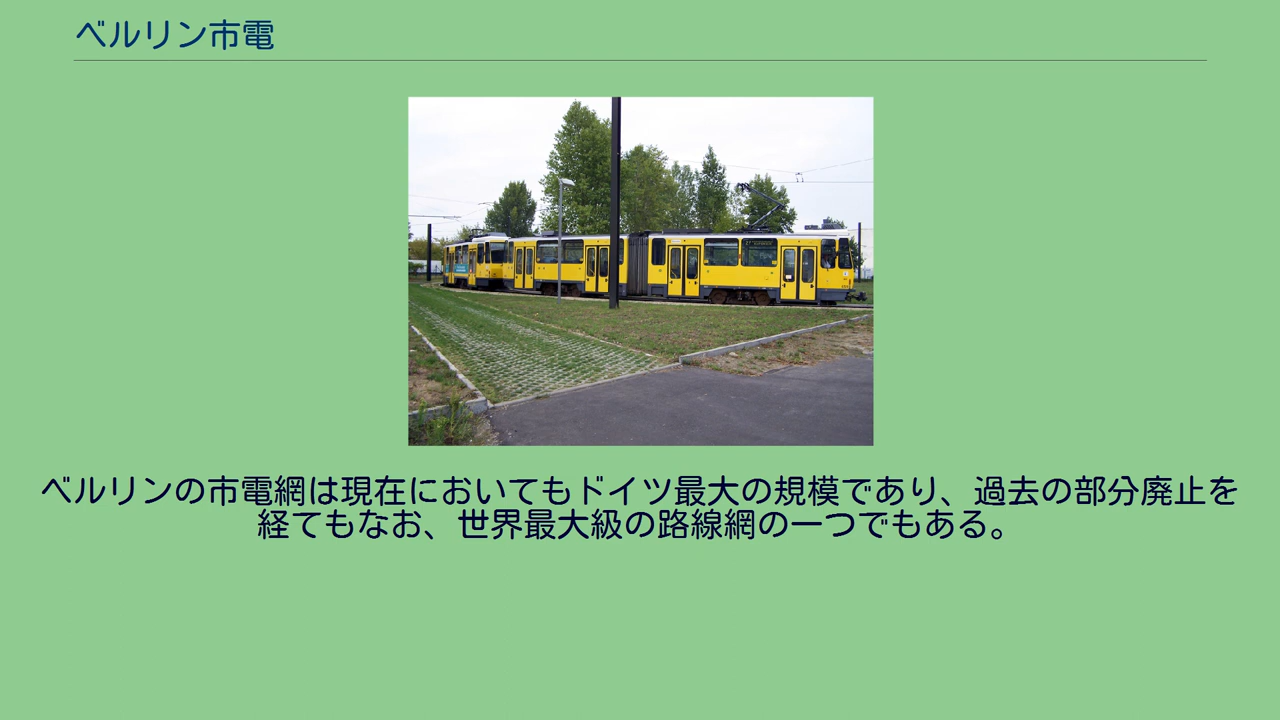 ベルリン市電
ベルリンの市電網は現在においてもドイツ最大の規模であり、過去の部分廃止を
経てもなお、世界最大級の路線網の一つでもある。